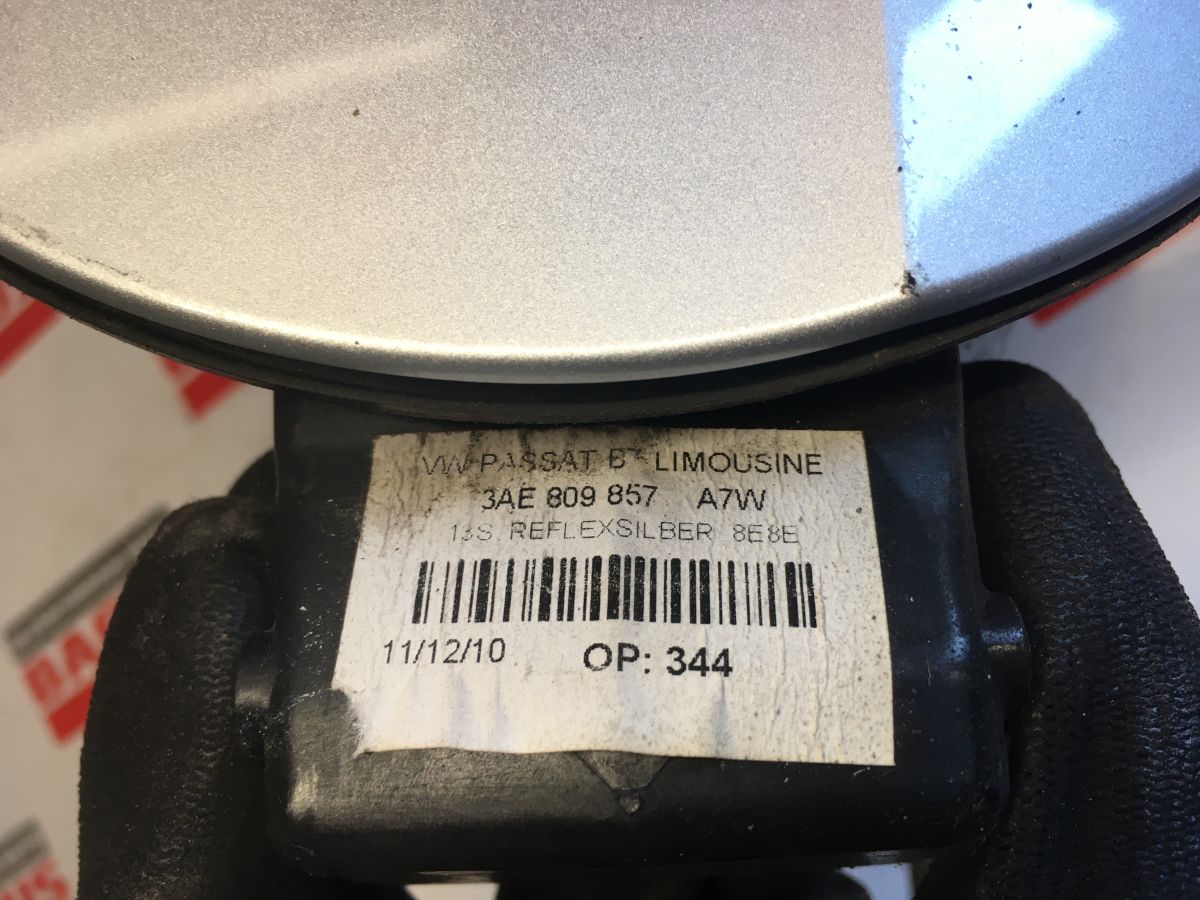 VW PASSAT LIMOUSINE
3AE 809 857 A7W
13S REFLEXSILBER 8E8E
11/12/10 OP: 344